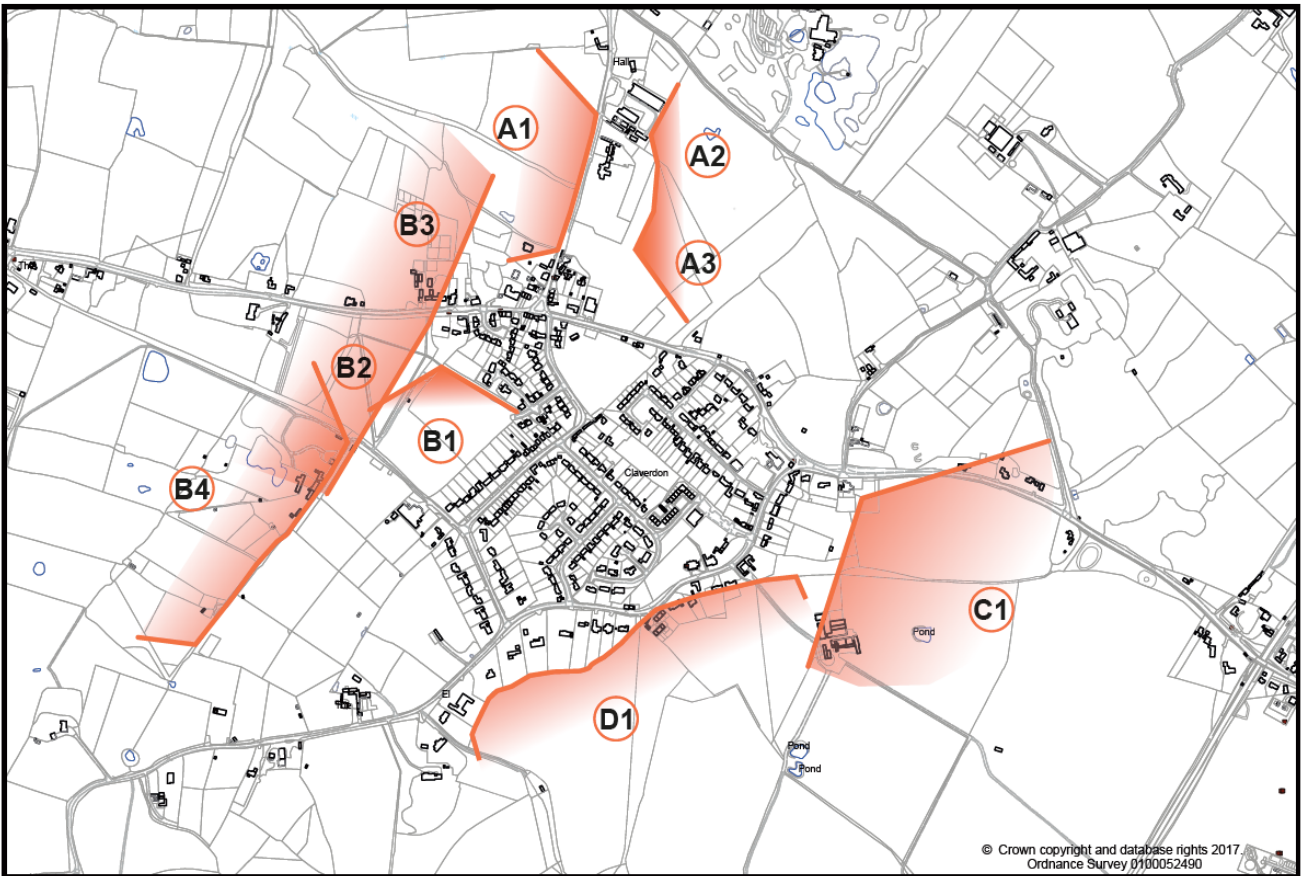 Hall
A1
A2
B3
A3
B2
B1
Claverdon
B4
C1
Pond
D1
Pond
Pond
© Crown copyright and database rights 2017.
Ordnance Survey 0100052490